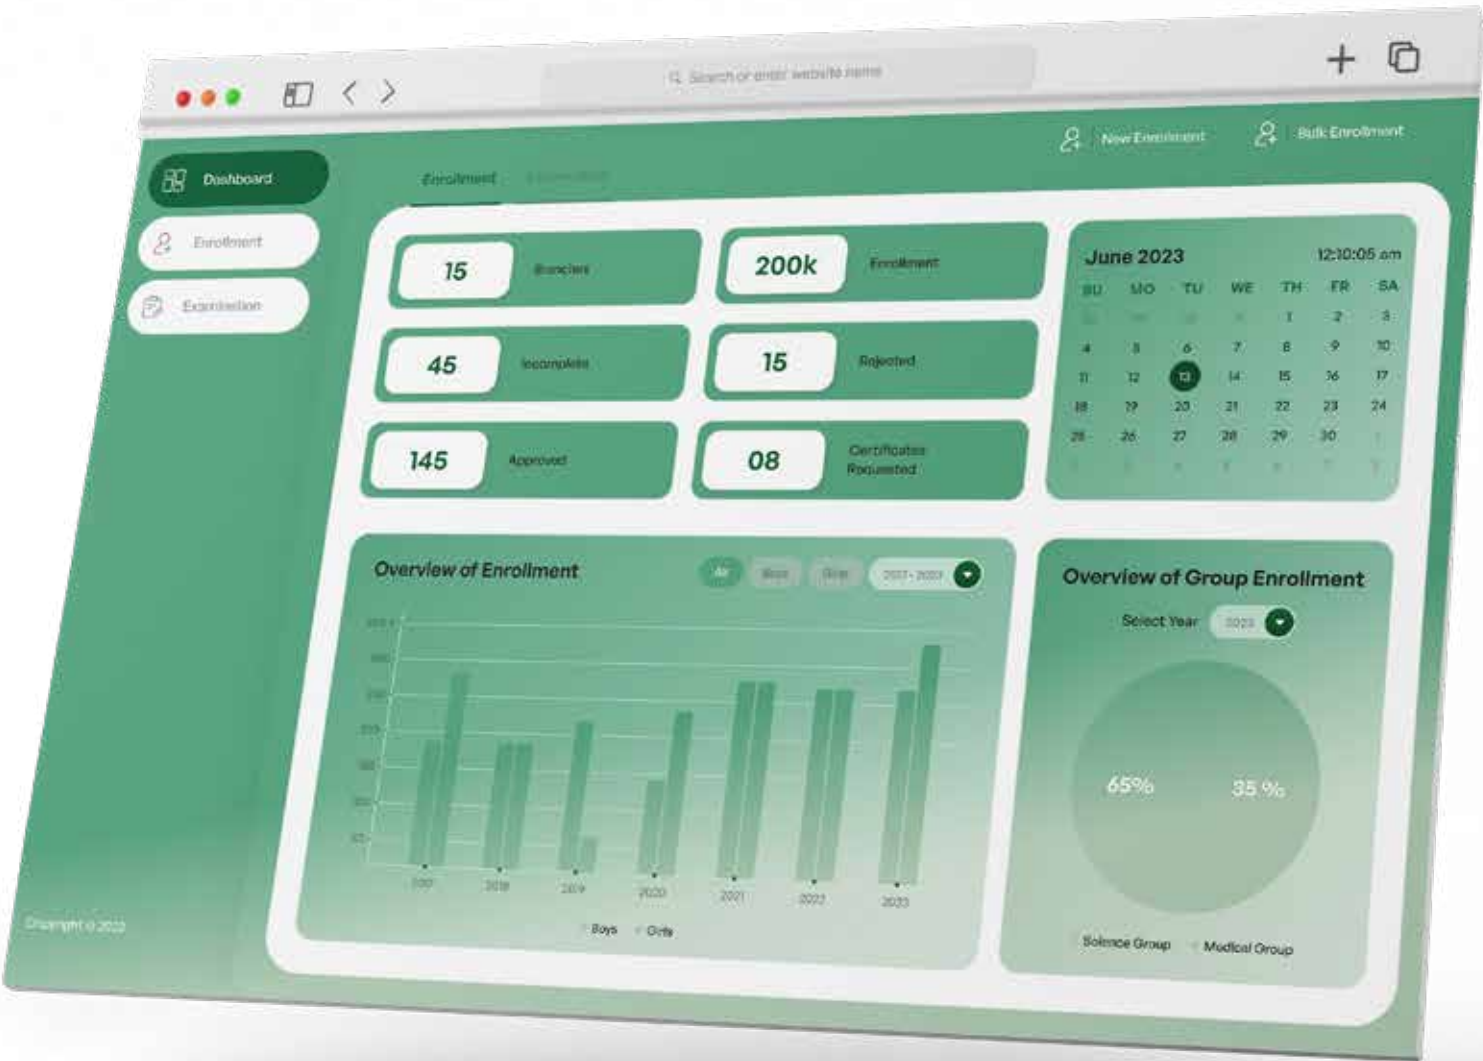 Search or enter website name
New Enrollment
Bulk Enrollment
Dashboard
Enrollment
Examination
Enrollment
15 Branches
200k Enrollment
45 Incomplete
15 Rejected
145 Approved
08 Certificates
Requested
June 2023 12:10:05 am
SU MO TU WE TH FR SA
1 2 3
4 5 6 7 8 9 10
11 12 13 14 15 16 17
18 19 20 21 22 23 24
25 26 27 28 29 30
Overview of Enrollment
All Boys Girls 2017 - 2023
2017 2018 2019 2020 2021 2022 2023
Boys Girls
Overview of Group Enrollment
Select Year 2023
65% 35 %
Science Group Medical Group
Copyright © 2022